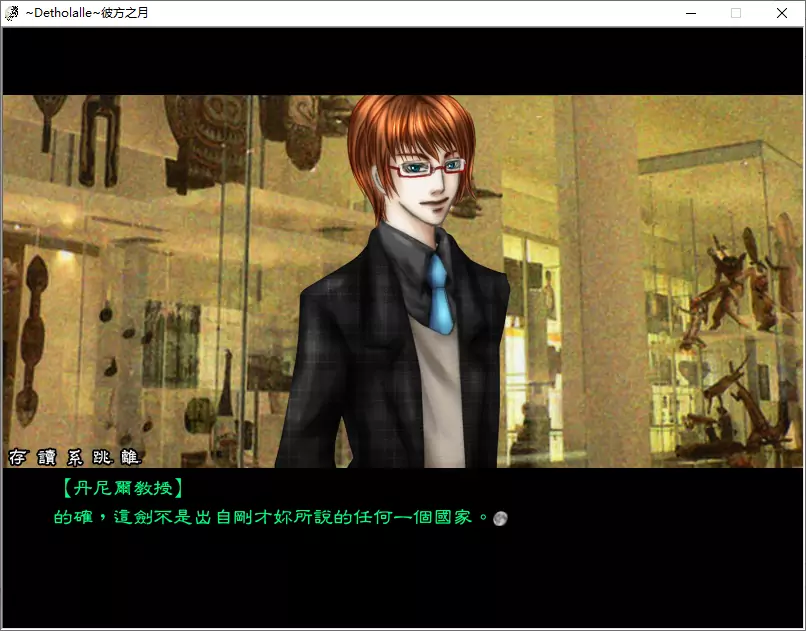 ~Detholalle~彼方之月
存 讀 系 跳 離
【丹尼爾教授】
的確，這劍不是出自剛才妳所說的任何一個國家。